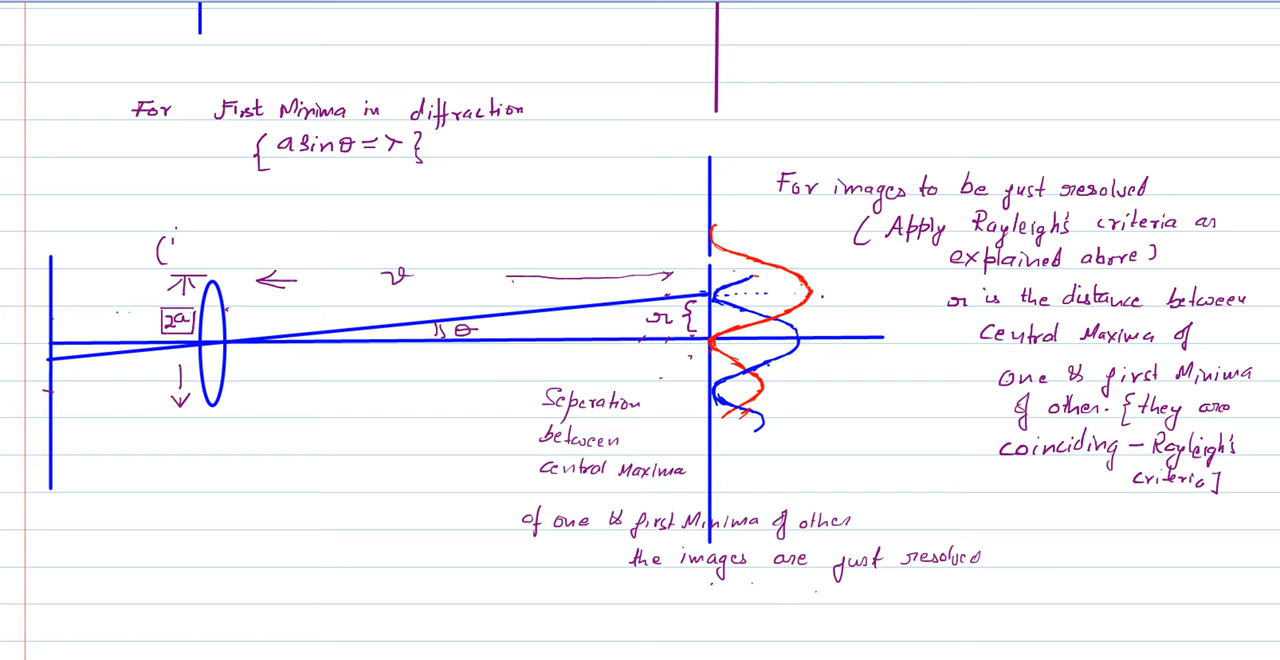 For First Minima in diffraction
{ a sinθ = λ }
For images to be just resolved
( Apply Rayleigh's criteria as
explained above )
r is the distance between
Central Maxima of
One & first Minima
of other. { they are
coinciding – Rayleigh's
criteria ]
v
2a
θ
r {
Seperation
between
central Maxima
of one & first Minima of other
the images are just resolved